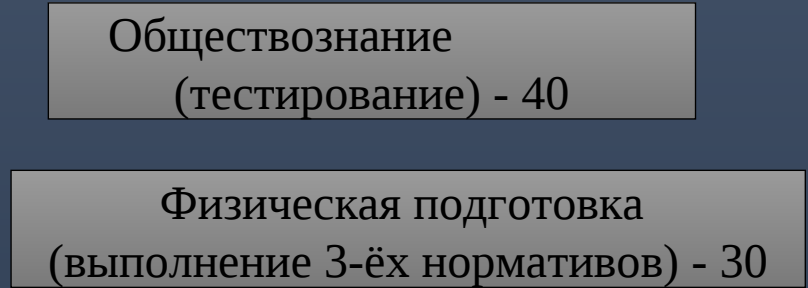 Обществознание
(тестирование) - 40
Физическая подготовка
(выполнение 3-ёх нормативов) - 30